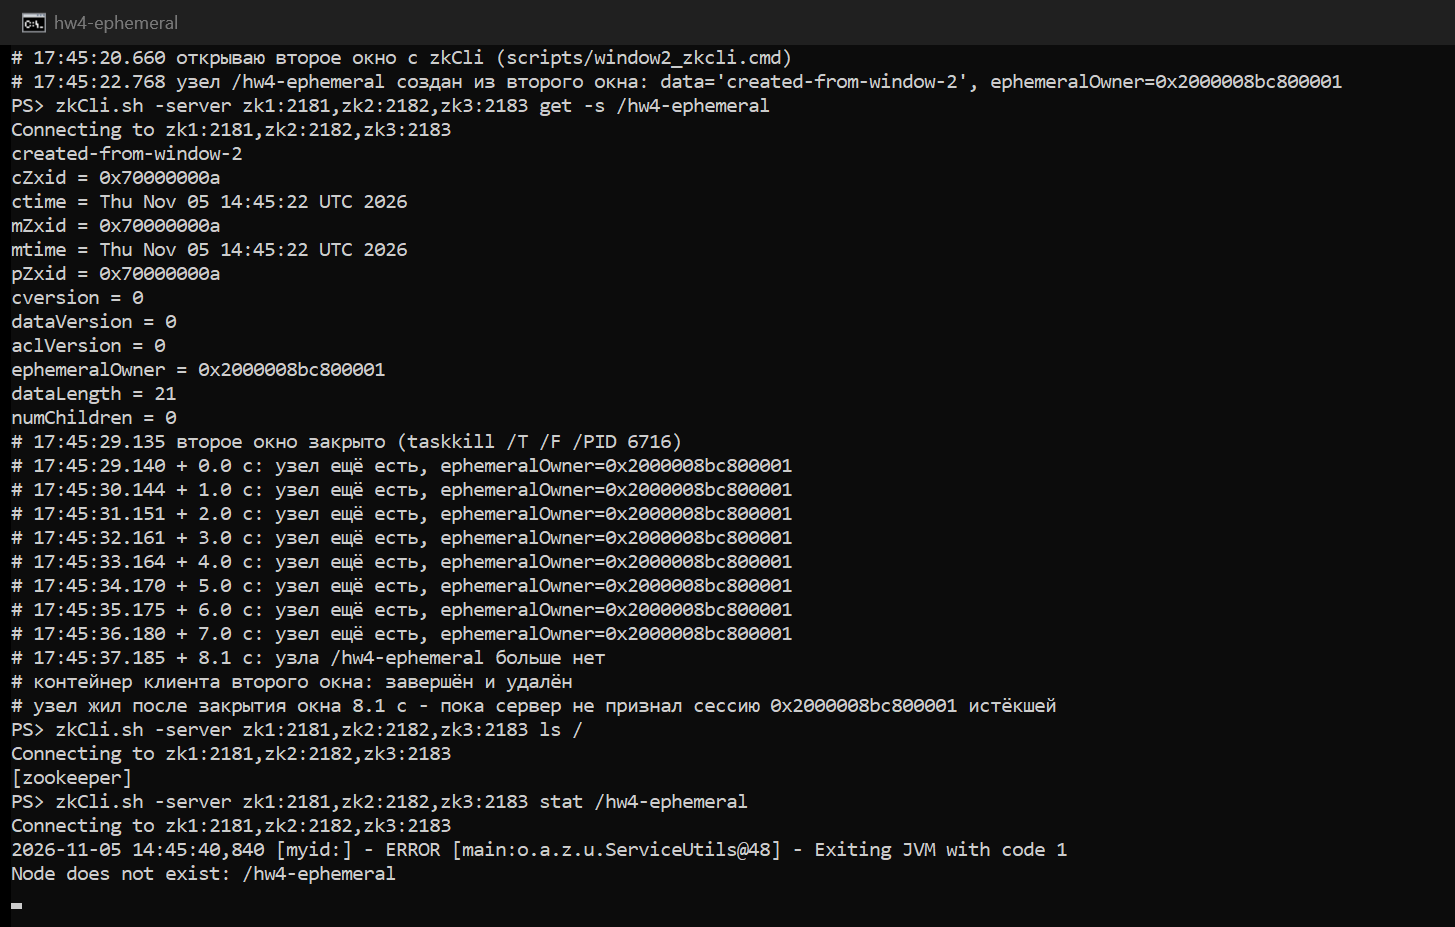 hw4-ephemeral
# 17:45:20.660 открываю второе окно с zkCli (scripts/window2_zkcli.cmd)
# 17:45:22.768 узел /hw4-ephemeral создан из второго окна: data='created-from-window-2', ephemeralOwner=0x2000008bc800001
PS> zkCli.sh -server zk1:2181,zk2:2182,zk3:2183 get -s /hw4-ephemeral
Connecting to zk1:2181,zk2:2182,zk3:2183
created-from-window-2
cZxid = 0x70000000a
ctime = Thu Nov 05 14:45:22 UTC 2026
mZxid = 0x70000000a
mtime = Thu Nov 05 14:45:22 UTC 2026
pZxid = 0x70000000a
cversion = 0
dataVersion = 0
aclVersion = 0
ephemeralOwner = 0x2000008bc800001
dataLength = 21
numChildren = 0
# 17:45:29.135 второе окно закрыто (taskkill /T /F /PID 6716)
# 17:45:29.140 + 0.0 с: узел ещё есть, ephemeralOwner=0x2000008bc800001
# 17:45:30.144 + 1.0 с: узел ещё есть, ephemeralOwner=0x2000008bc800001
# 17:45:31.151 + 2.0 с: узел ещё есть, ephemeralOwner=0x2000008bc800001
# 17:45:32.161 + 3.0 с: узел ещё есть, ephemeralOwner=0x2000008bc800001
# 17:45:33.164 + 4.0 с: узел ещё есть, ephemeralOwner=0x2000008bc800001
# 17:45:34.170 + 5.0 с: узел ещё есть, ephemeralOwner=0x2000008bc800001
# 17:45:35.175 + 6.0 с: узел ещё есть, ephemeralOwner=0x2000008bc800001
# 17:45:36.180 + 7.0 с: узел ещё есть, ephemeralOwner=0x2000008bc800001
# 17:45:37.185 + 8.1 с: узла /hw4-ephemeral больше нет
# контейнер клиента второго окна: завершён и удалён
# узел жил после закрытия окна 8.1 с - пока сервер не признал сессию 0x2000008bc800001 истёкшей
PS> zkCli.sh -server zk1:2181,zk2:2182,zk3:2183 ls /
Connecting to zk1:2181,zk2:2182,zk3:2183
[zookeeper]
PS> zkCli.sh -server zk1:2181,zk2:2182,zk3:2183 stat /hw4-ephemeral
Connecting to zk1:2181,zk2:2182,zk3:2183
2026-11-05 14:45:40,840 [myid:] - ERROR [main:o.a.z.u.ServiceUtils@48] - Exiting JVM with code 1
Node does not exist: /hw4-ephemeral